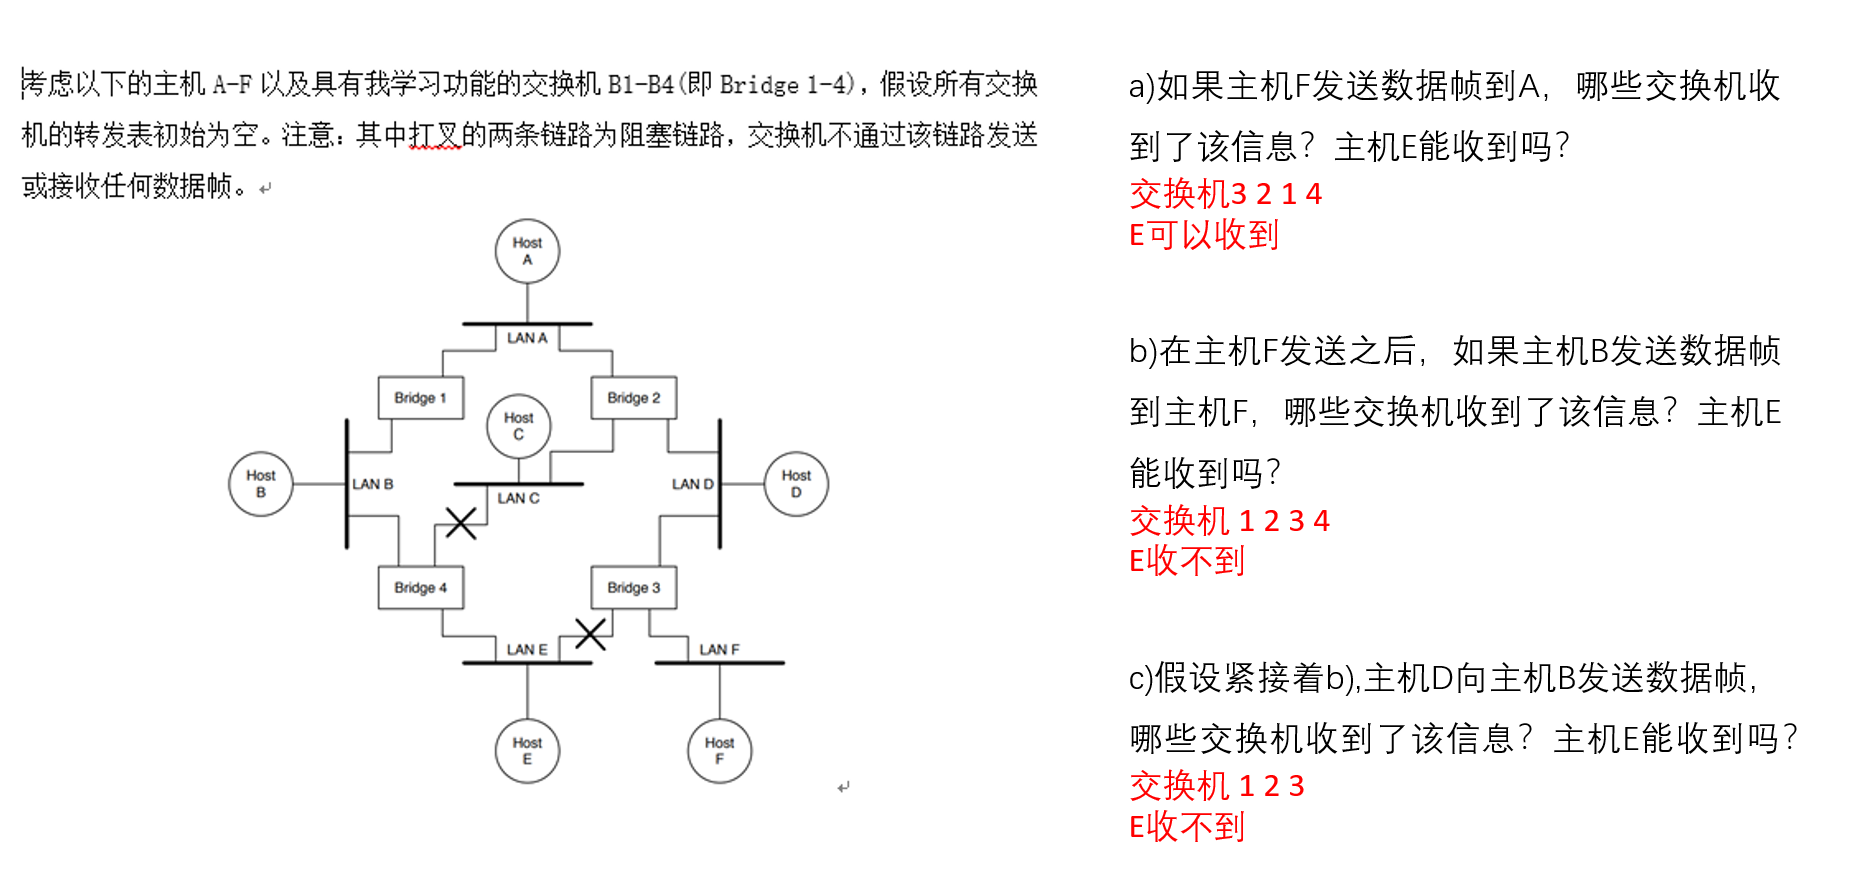 考虑以下的主机 A-F 以及具有我学习功能的交换机 B1-B4(即 Bridge 1-4)，假设所有交换
机的转发表初始为空。注意：其中打叉的两条链路为阻塞链路，交换机不通过该链路发送
或接收任何数据帧。
Host
A
LAN A
Bridge 1
Bridge 2
Host
C
Host
B
LAN B
LAN C
LAN D
Host
D
Bridge 4
Bridge 3
LAN E
LAN F
Host
E
Host
F
a)如果主机F发送数据帧到A，哪些交换机收
到了该信息？主机E能收到吗？
交换机3 2 1 4
E可以收到
b)在主机F发送之后，如果主机B发送数据帧
到主机F，哪些交换机收到了该信息？主机E
能收到吗？
交换机 1 2 3 4
E收不到
c)假设紧接着b),主机D向主机B发送数据帧，
哪些交换机收到了该信息？主机E能收到吗？
交换机 1 2 3
E收不到